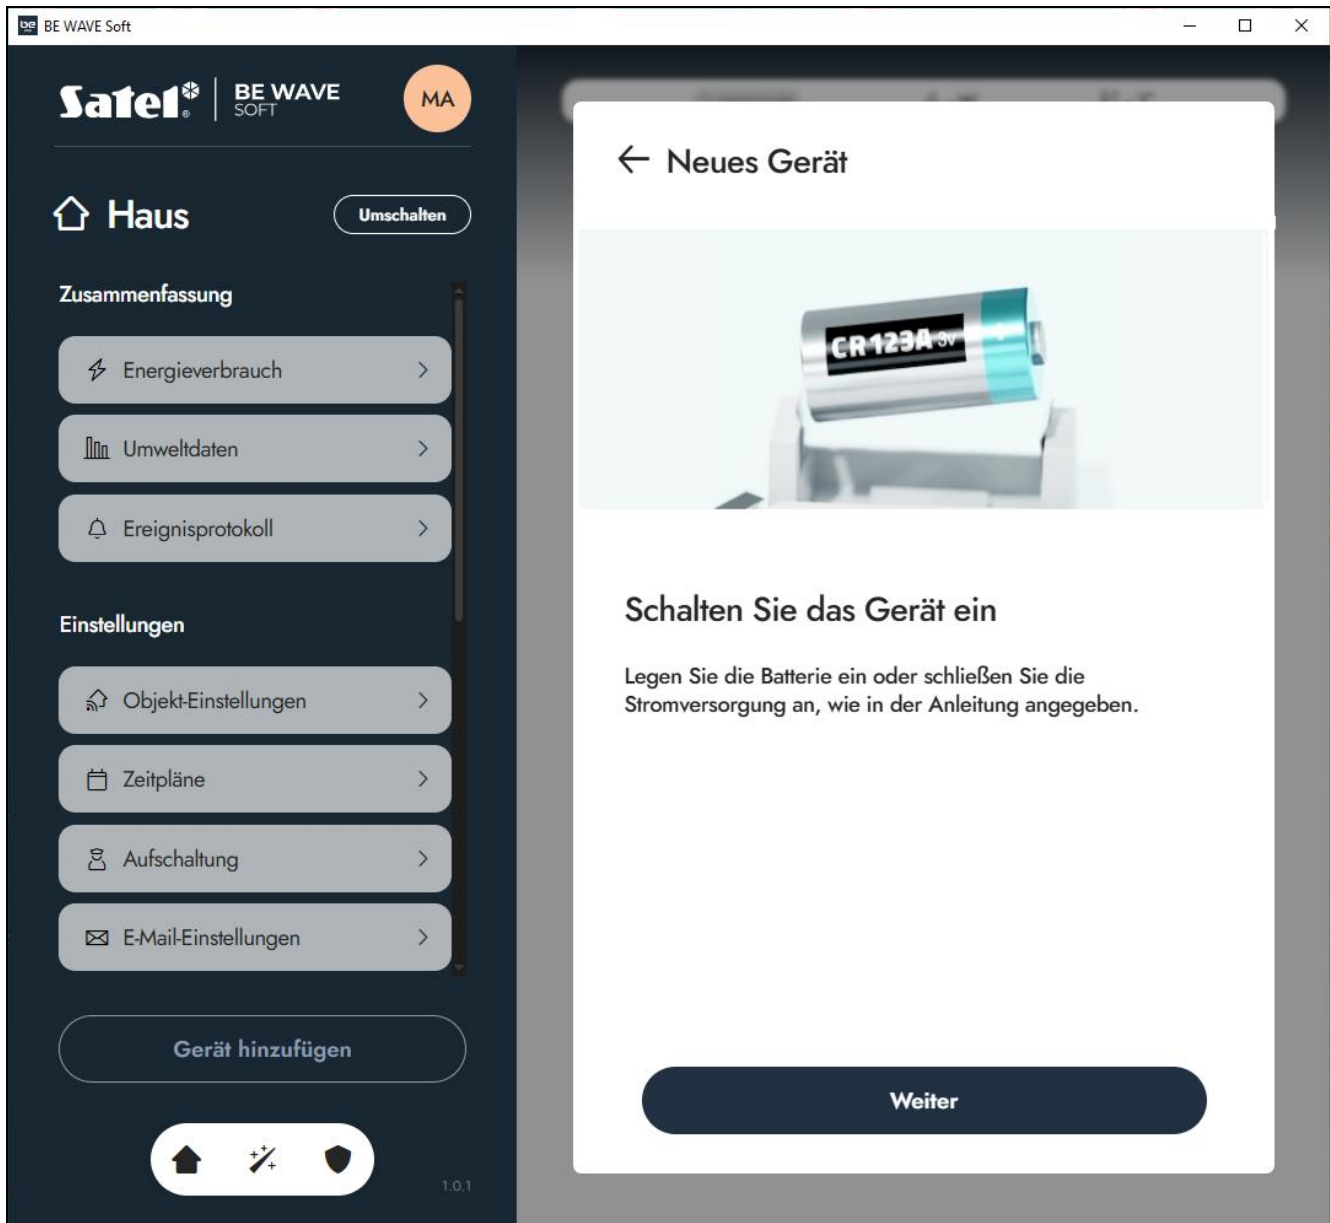 BE WAVE Soft
Satel®
BE WAVE
SOFT
MA
Haus
Umschalten
Zusammenfassung
Energieverbrauch
Umweltdaten
Ereignisprotokoll
Einstellungen
Objekt-Einstellungen
Zeitpläne
Aufschaltung
E-Mail-Einstellungen
Gerät hinzufügen
1.0.1
Neues Gerät
CR123A 3v
Schalten Sie das Gerät ein
Legen Sie die Batterie ein oder schließen Sie die
Stromversorgung an, wie in der Anleitung angegeben.
Weiter